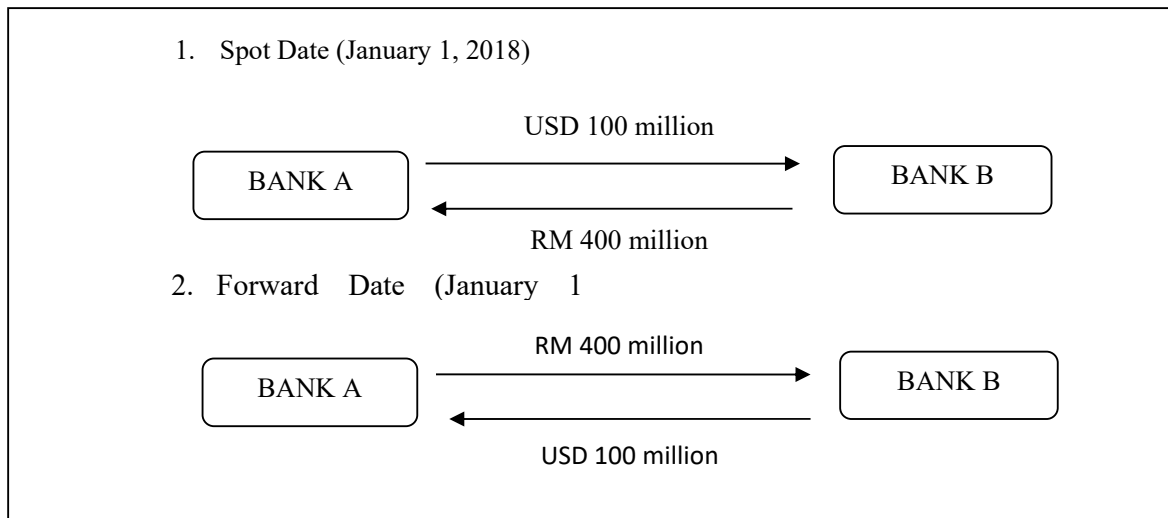 1. Spot Date (January 1, 2018)
USD 100 million
BANK A
BANK B
RM 400 million
2. Forward Date (January 1
RM 400 million
BANK A
BANK B
USD 100 million